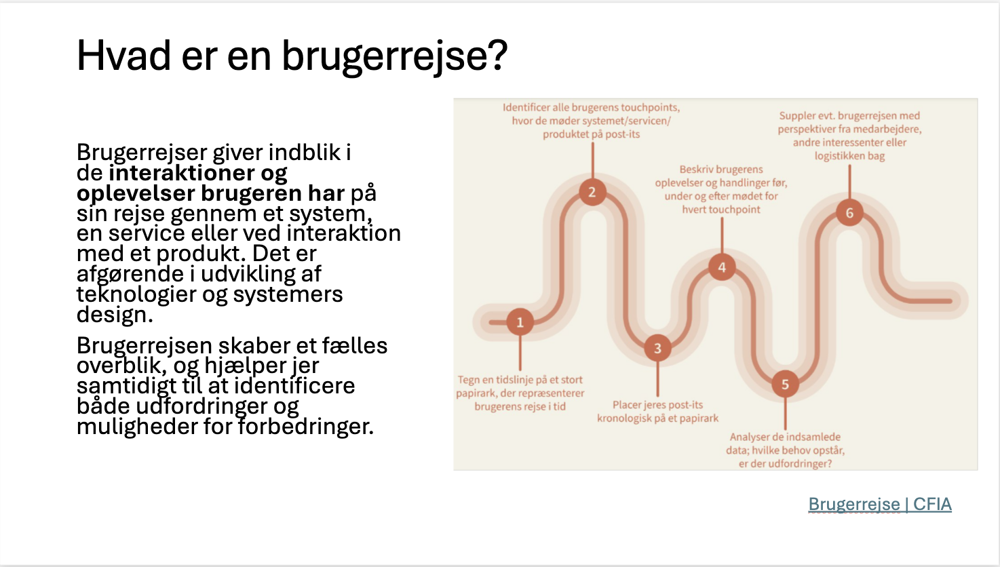 Hvad er en brugerrejse?
Brugerrejser giver indblik i
de interaktioner og
oplevelser brugeren har på
sin rejse gennem et system,
en service eller ved interaktion
med et produkt. Det er
afgørende i udvikling af
teknologier og systemers
design.
Brugerrejsen skaber et fælles
overblik, og hjælper jer
samtidigt til at identificere
både udfordringer og
muligheder for forbedringer.
1
Tegn en tidslinje på et stort
papirark, der repræsenterer
brugerens rejse i tid
Identificer alle brugerens touchpoints,
hvor de møder systemet/servicen/
produktet på post-its
2
3
Placer jeres post-its
kronologisk på et papirark
Beskriv brugerens
oplevelser og handlinger før,
under og efter mødet for
hvert touchpoint
4
5
Analyser de indsamlede
data; hvilke behov opstår,
er der udfordringer?
Suppler evt. brugerrejsen med
perspektiver fra medarbejdere,
andre interessenter eller
logistikken bag
6
Brugerrejse | CFIA